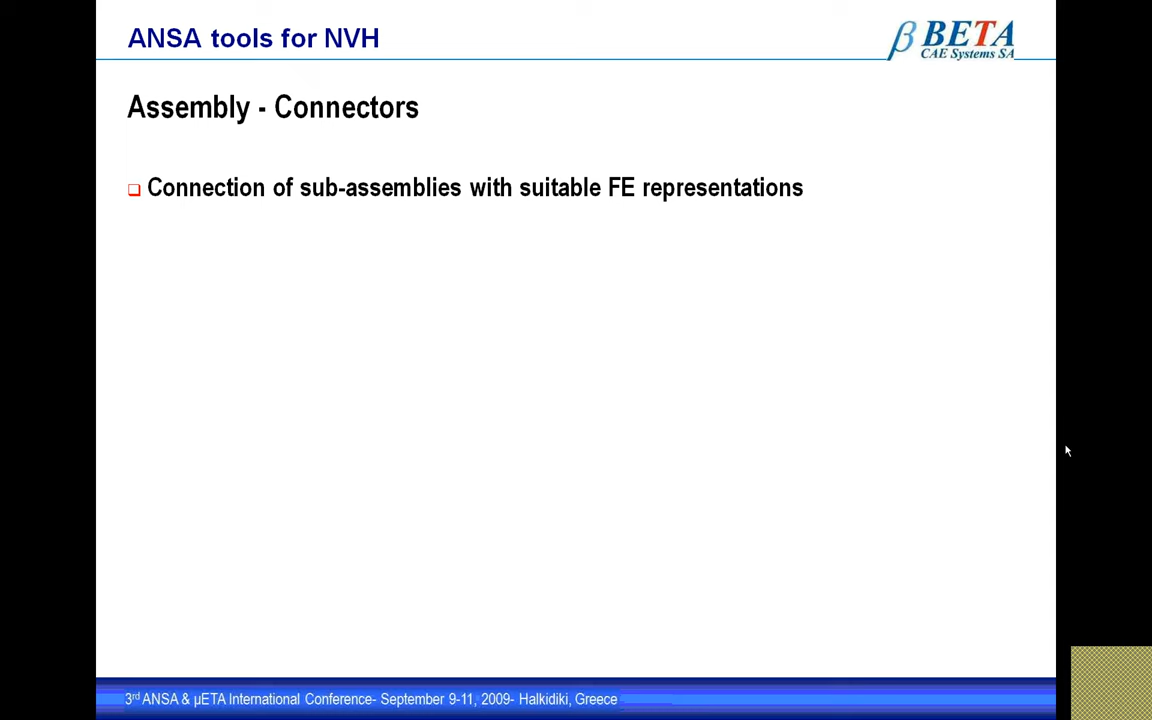 ANSA tools for NVH
β BETA
CAE Systems SA
Assembly - Connectors
Connection of sub-assemblies with suitable FE representations
3rd ANSA & µETA International Conference- September 9-11, 2009- Halkidiki, Greece